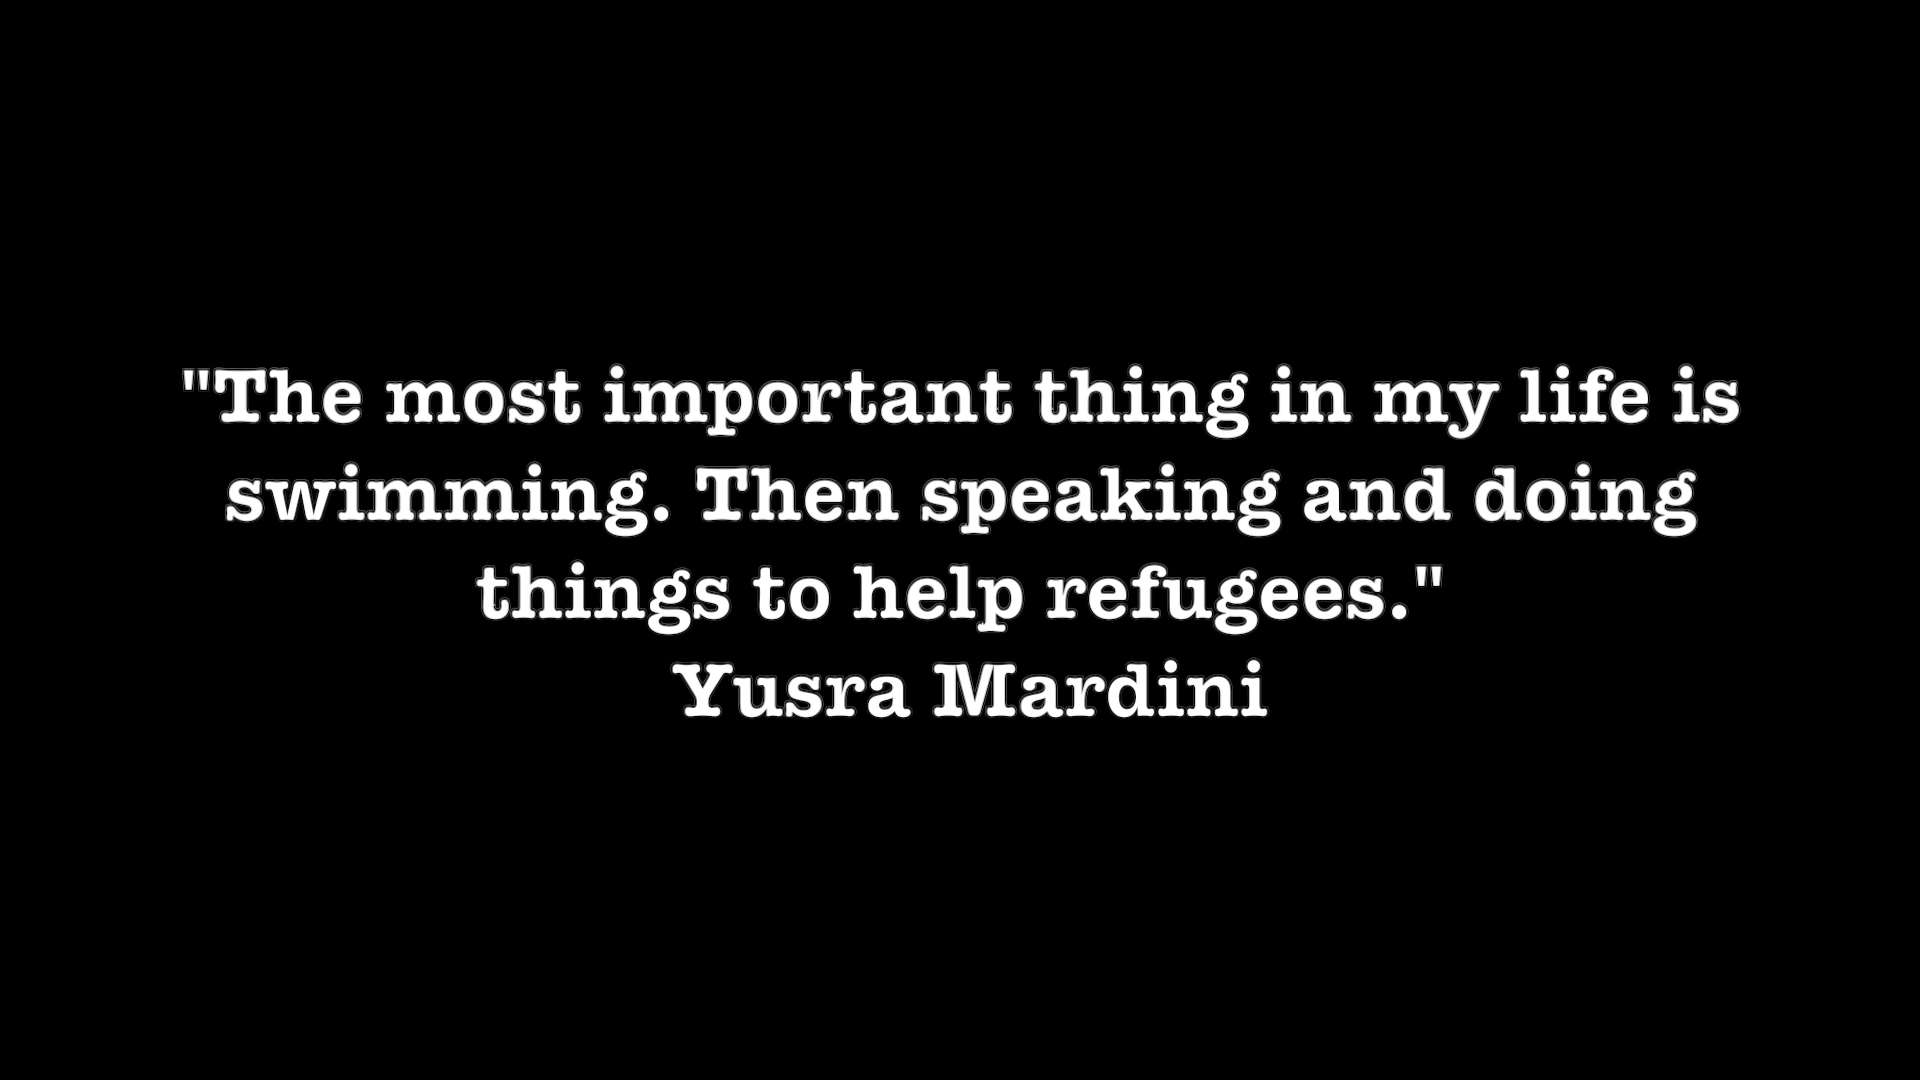 "The most important thing in my life is
swimming. Then speaking and doing
things to help refugees."
Yusra Mardini